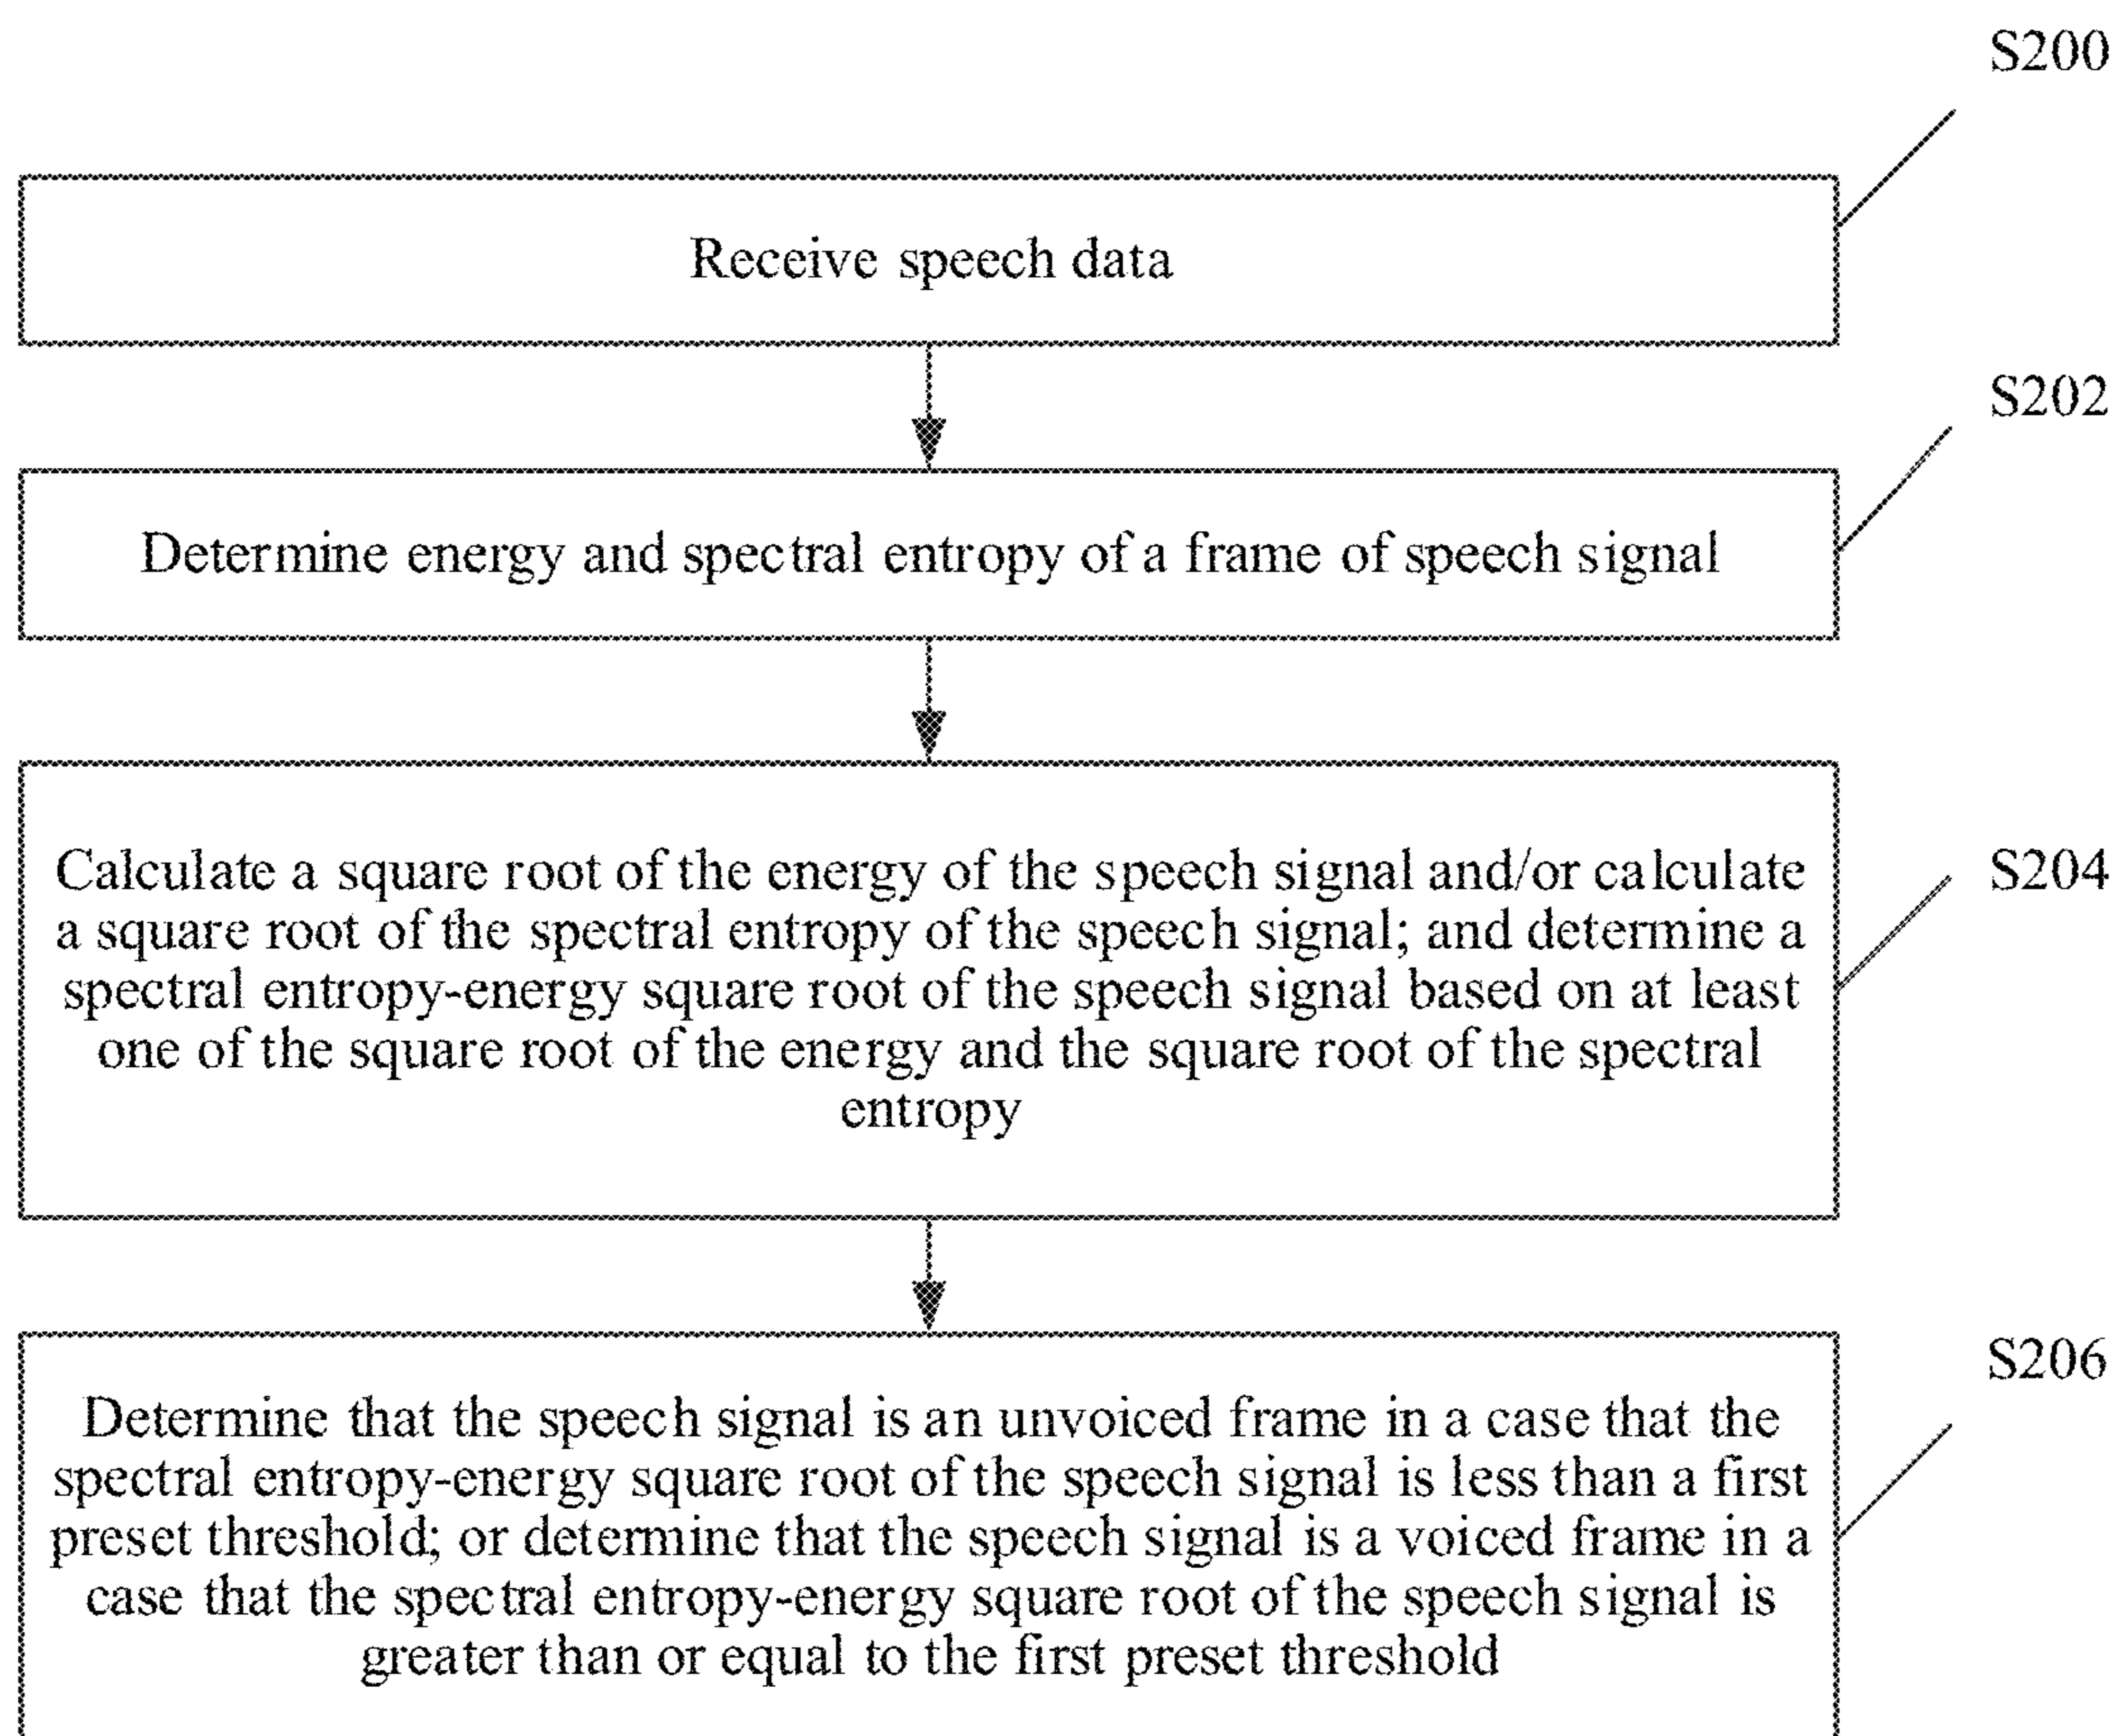 S200
Receive speech data
S202
Determine energy and spectral entropy of a frame of speech signal
S204
Calculate a square root of the energy of the speech signal and/or calculate
a square root of the spectral entropy of the speech signal; and determine a
spectral entropy-energy square root of the speech signal based on at least
one of the square root of the energy and the square root of the spectral
entropy
S206
Determine that the speech signal is an unvoiced frame in a case that the
spectral entropy-energy square root of the speech signal is less than a first
preset threshold; or determine that the speech signal is a voiced frame in a
case that the spectral entropy-energy square root of the speech signal is
greater than or equal to the first preset threshold